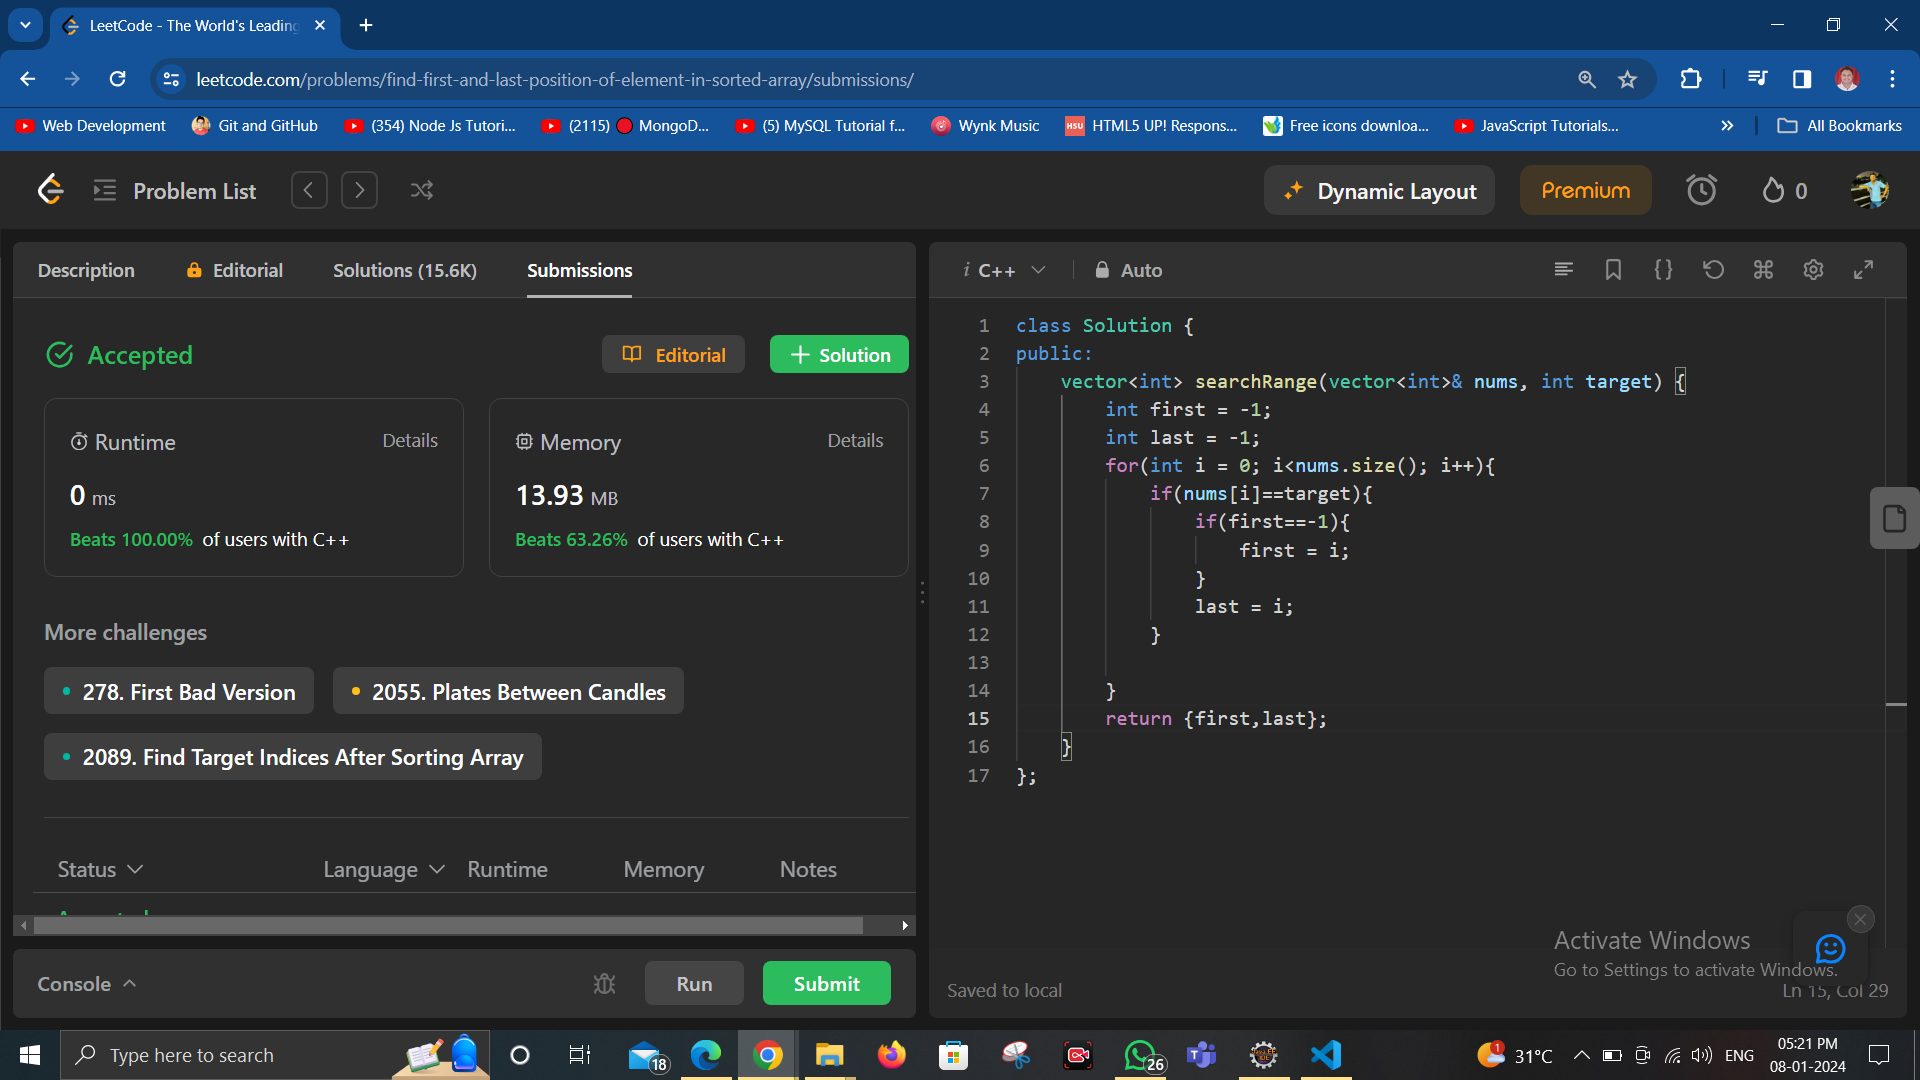 LeetCode - The World's Leading
leetcode.com/problems/find-first-and-last-position-of-element-in-sorted-array/submissions/
Web Development Git and GitHub (354) Node Js Tutori... (2115) MongoD... (5) MySQL Tutorial f... Wynk Music HSU HTML5 UP! Respons... Free icons downloa... JavaScript Tutorials... » All Bookmarks
Problem List Dynamic Layout Premium 0
Description Editorial Solutions (15.6K) Submissions
Accepted Editorial + Solution
Runtime Details Memory Details
0 ms 13.93 MB
Beats 100.00% of users with C++ Beats 63.26% of users with C++
More challenges
278. First Bad Version 2055. Plates Between Candles
2089. Find Target Indices After Sorting Array
Status Language Runtime Memory Notes
Console Run Submit
i C++ Auto
1 class Solution {
2 public:
3 vector<int> searchRange(vector<int>& nums, int target) {
4 int first = -1;
5 int last = -1;
6 for(int i = 0; i<nums.size(); i++){
7 if(nums[i]==target){
8 if(first==-1){
9 first = i;
10 }
11 last = i;
12 }
13
14 }
15 return {first,last};
16 }
17 };
Activate Windows
Go to Settings to activate Windows.
Saved to local Ln 15, Col 29
Type here to search 18 26 1 31°C ENG 05:21 PM
08-01-2024